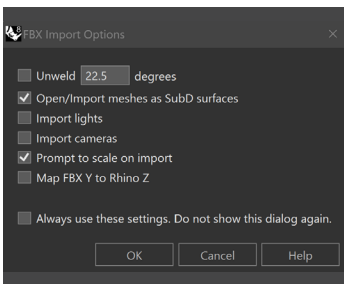 8
FBX Import Options
Unweld 22.5 degrees
Open/Import meshes as SubD surfaces
Import lights
Import cameras
Prompt to scale on import
Map FBX Y to Rhino Z
Always use these settings. Do not show this dialog again.
OK Cancel Help